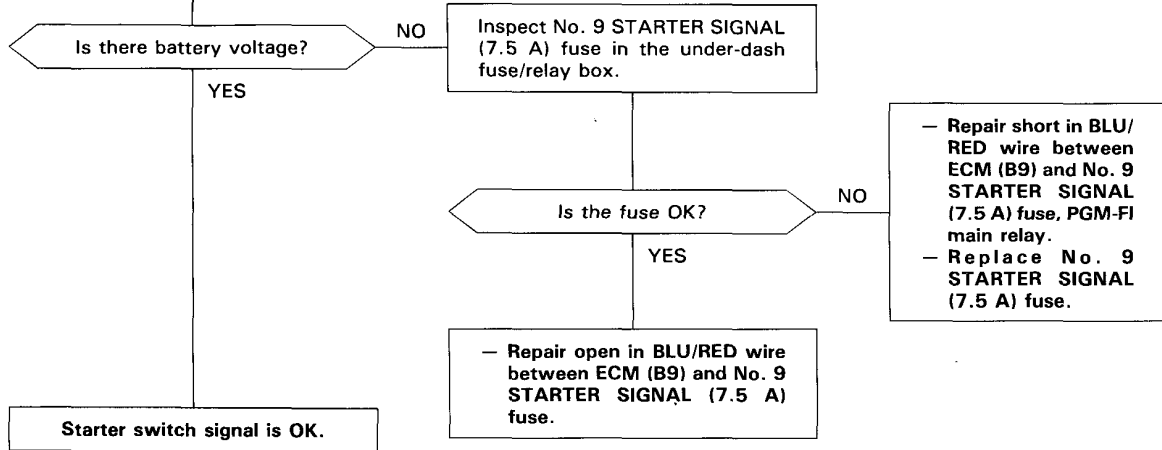 Is there battery voltage?
NO
YES
Inspect No. 9 STARTER SIGNAL
(7.5 A) fuse in the under-dash
fuse/relay box.
Is the fuse OK?
NO
YES
— Repair short in BLU/
RED wire between
ECM (B9) and No. 9
STARTER SIGNAL
(7.5 A) fuse, PGM-FI
main relay.
— Replace No. 9
STARTER SIGNAL
(7.5 A) fuse.
— Repair open in BLU/RED wire
between ECM (B9) and No. 9
STARTER SIGNAL (7.5 A)
fuse.
Starter switch signal is OK.